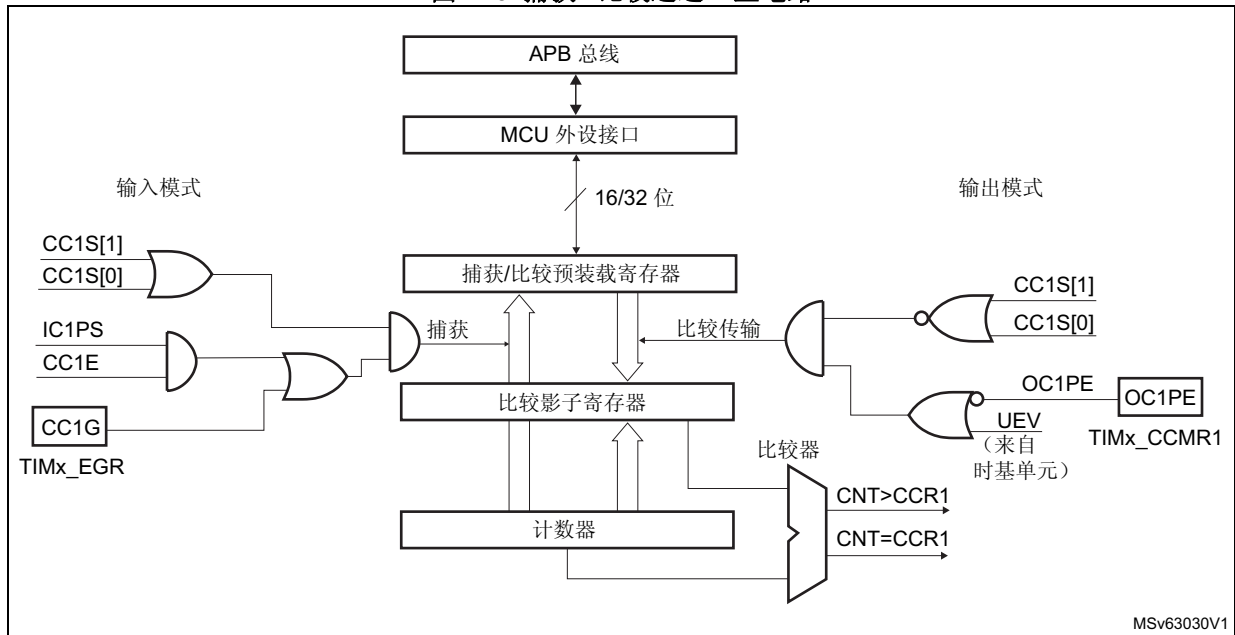 APB 总线
MCU 外设接口
16/32 位
输入模式
输出模式
CC1S[1]
CC1S[0]
捕获/比较预装载寄存器
CC1S[1]
CC1S[0]
IC1PS
CC1E
捕获
比较传输
CC1G
TIMx_EGR
比较影子寄存器
OC1PE
OC1PE
UEV
（来自
时基单元）
TIMx_CCMR1
比较器
CNT>CCR1
计数器
CNT=CCR1
MSv63030V1